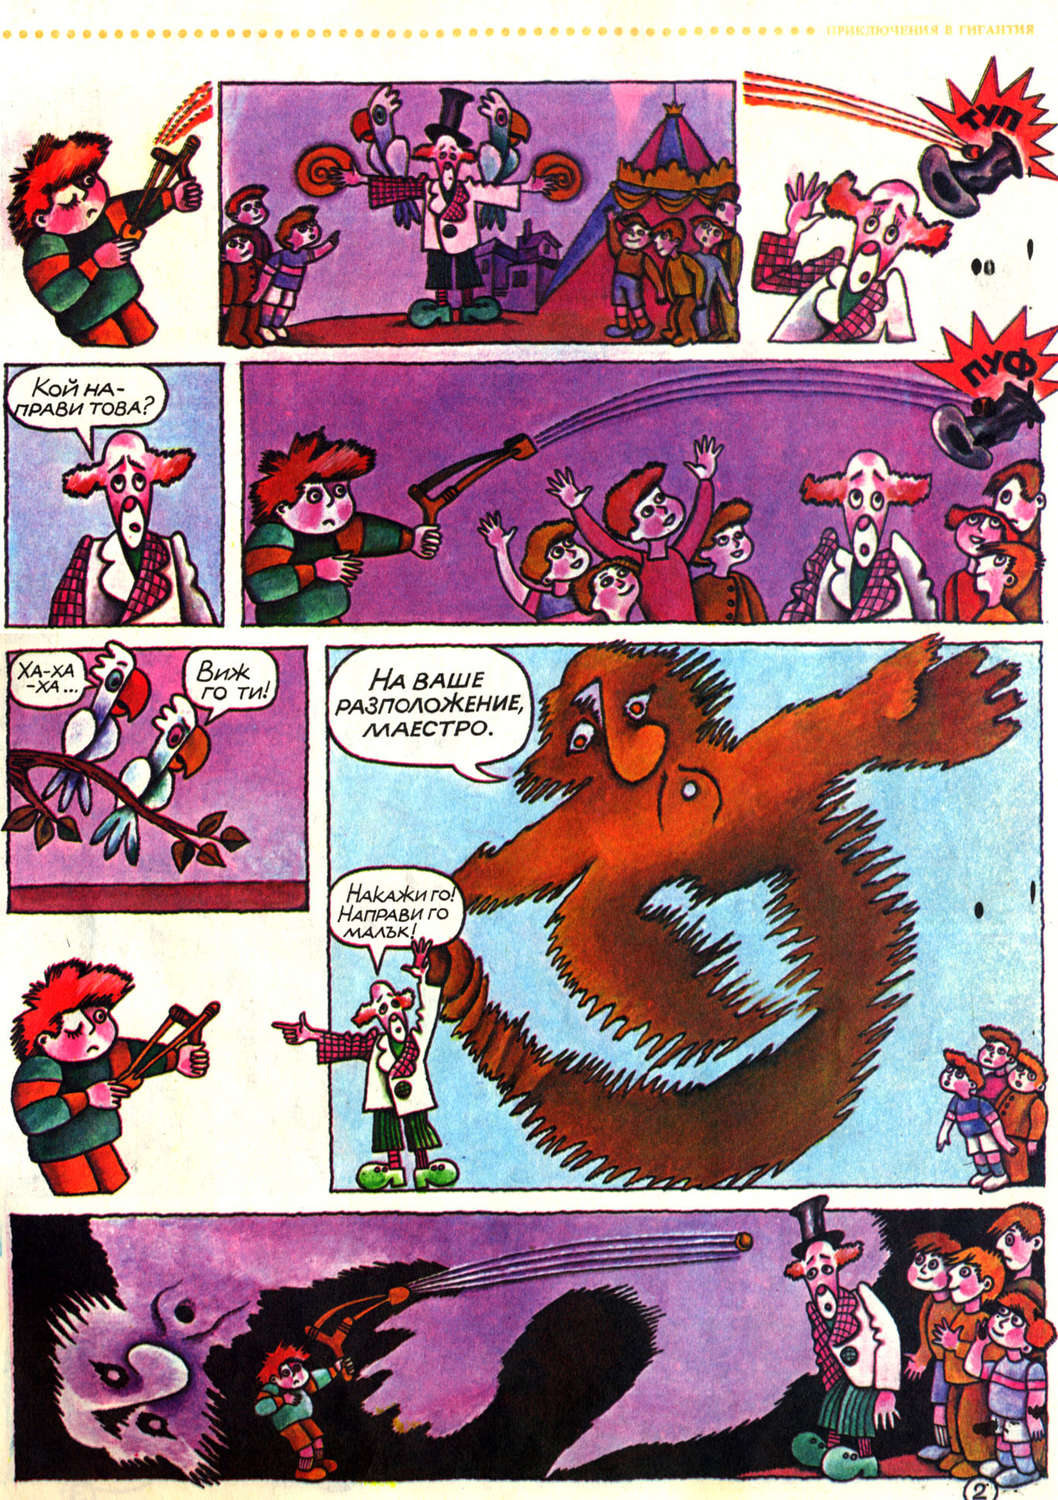 ПРИКЛЮЧЕНИЯ В ГИГАНТИЯ
ТУП
КОЙ НА-
ПРАВИ ТОВА?
ПУФ
ХА-ХА
-ХА...
ВИЖ
ГО ТИ!
НА ВАШЕ
РАЗПОЛОЖЕНИЕ,
МАЕСТРО.
НАКАЖИ ГО!
НАПРАВИ ГО
МАЛЪК!
2